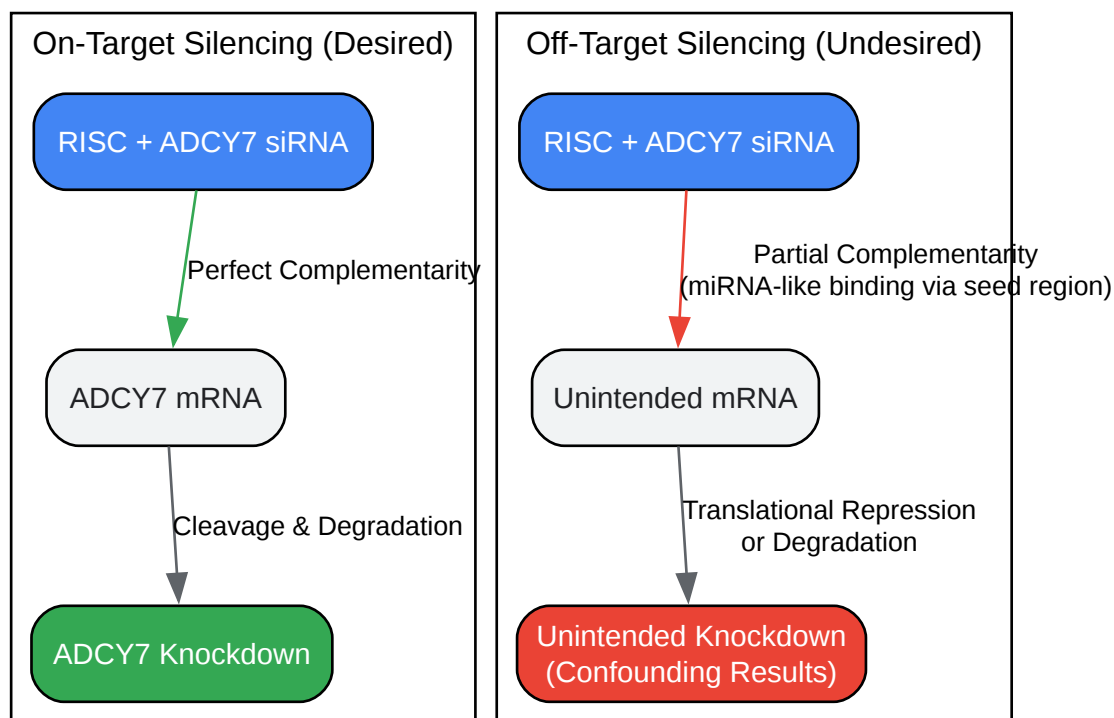 On-Target Silencing (Desired)
RISC + ADCY7 siRNA
Perfect Complementarity
ADCY7 mRNA
Cleavage & Degradation
ADCY7 Knockdown
Off-Target Silencing (Undesired)
RISC + ADCY7 siRNA
Partial Complementarity
(miRNA-like binding via seed region)
Unintended mRNA
Translational Repression
or Degradation
Unintended Knockdown
(Confounding Results)